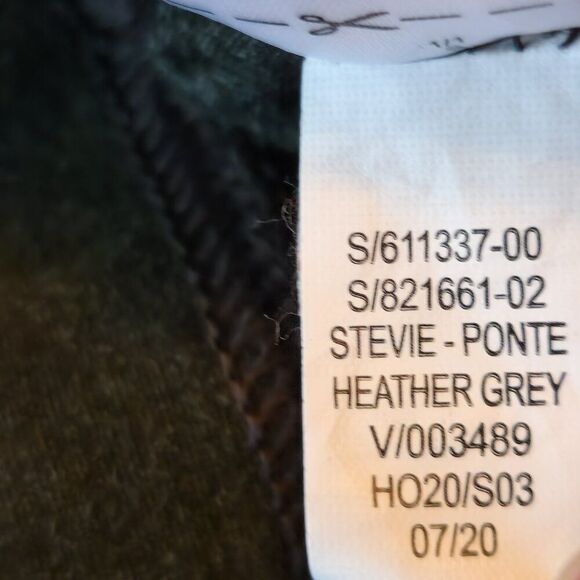 S/611337-00
S/821661-02
STEVIE - PONTE
HEATHER GREY
V/003489
HO20/S03
07/20